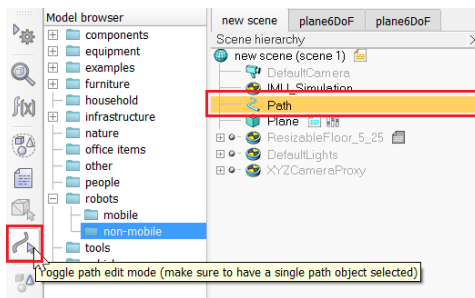 Model browser
components
equipment
examples
furniture
household
infrastructure
nature
office items
other
people
robots
mobile
non-mobile
tools
new scene
plane6DoF
plane6DoF
Scene hierarchy
new scene (scene 1)
DefaultCamera
IMU_Simulation
Path
Plane
ResizableFloor_5_25
DefaultLights
XYZCameraProxy
f(x)
Toggle path edit mode (make sure to have a single path object selected)